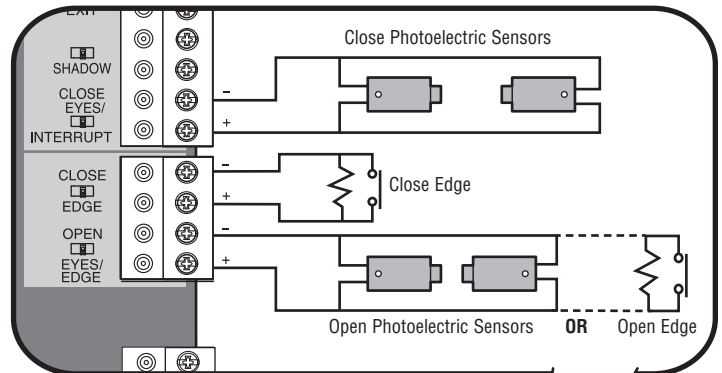 EXIT
SHADOW
CLOSE
EYES/
INTERRUPT
CLOSE
EDGE
OPEN
EYES/
EDGE
-
+
-
+
-
+
Close Photoelectric Sensors
Close Edge
Open Photoelectric Sensors OR Open Edge